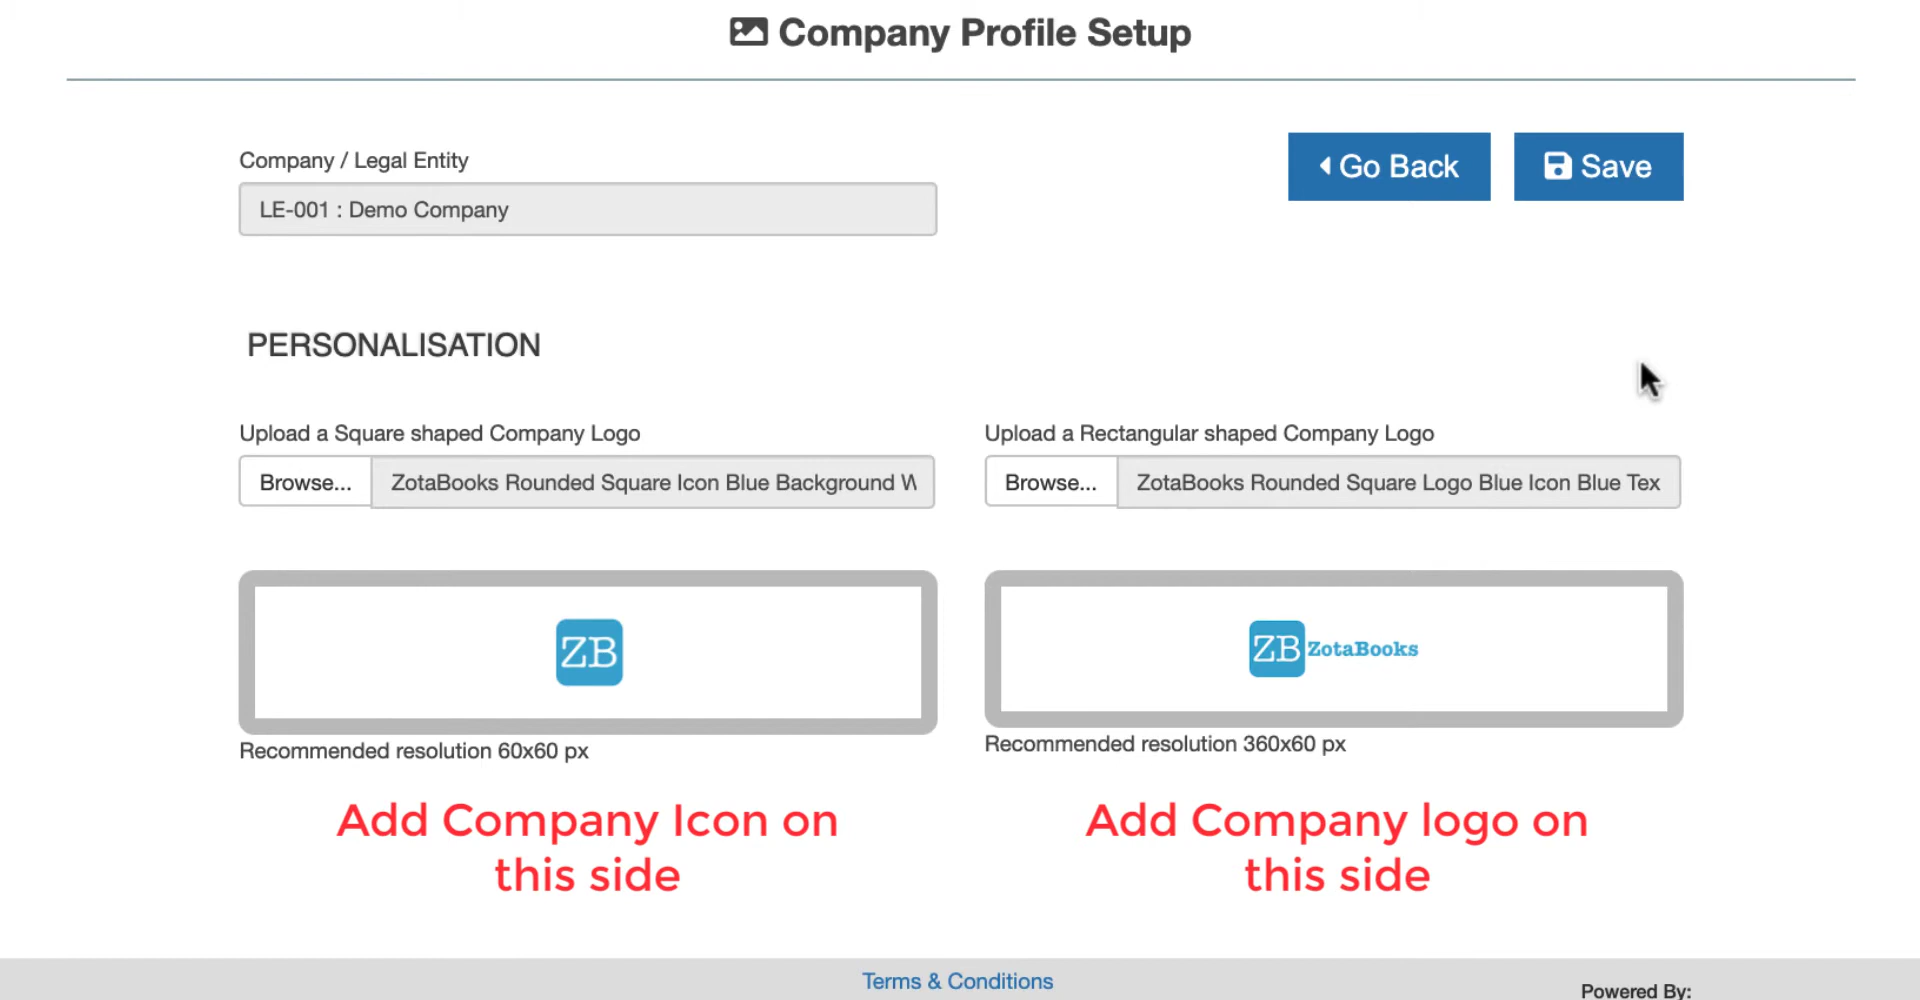 Company Profile Setup
Company / Legal Entity
Go Back
Save
LE-001 : Demo Company
PERSONALISATION
Upload a Square shaped Company Logo
Upload a Rectangular shaped Company Logo
Browse...
ZotaBooks Rounded Square Icon Blue Background W
Browse...
ZotaBooks Rounded Square Logo Blue Icon Blue Tex
ZB
ZB ZotaBooks
Recommended resolution 60x60 px
Recommended resolution 360x60 px
Add Company Icon on
this side
Add Company logo on
this side
Terms & Conditions
Powered By: